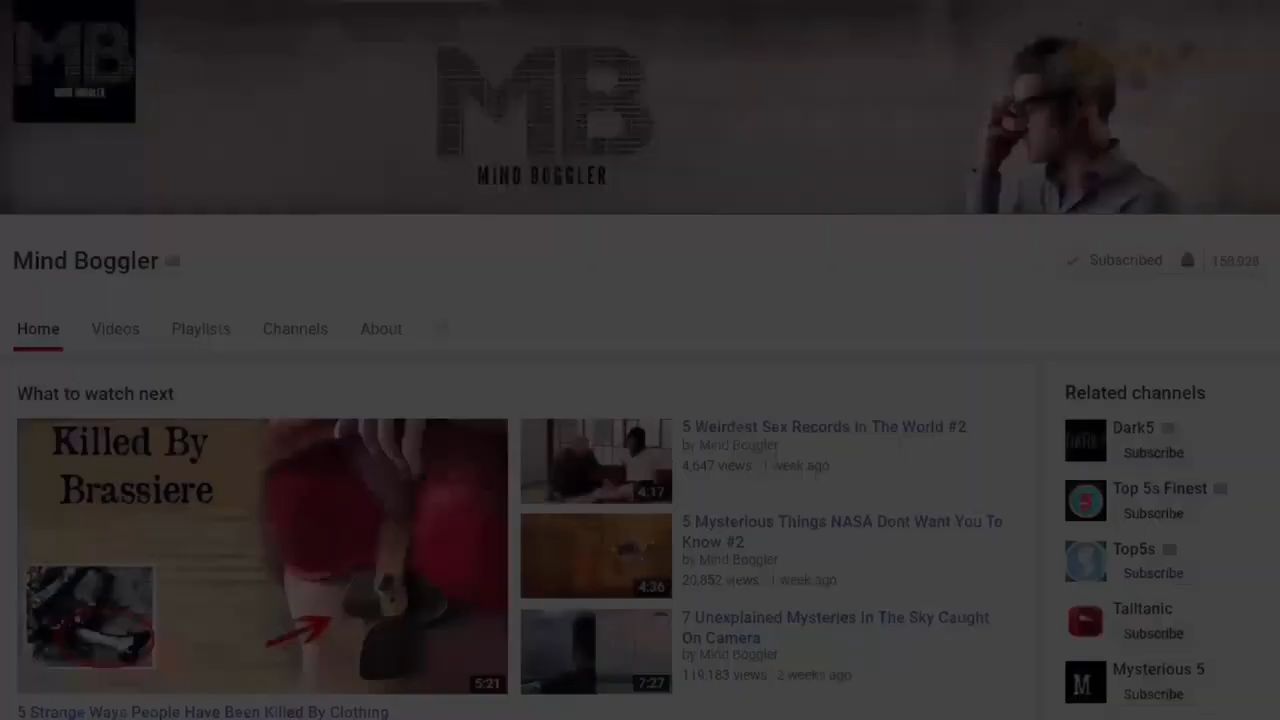 MB
MIND BOGGLER
MB
MIND BOGGLER
Mind Boggler
Subscribed 158,928
Home Videos Playlists Channels About
What to watch next
Killed By
Brassiere
5:21
5 Strange Ways People Have Been Killed By Clothing
4:17
5 Weirdest Sex Records In The World #2
by Mind Boggler
4,647 views 1 week ago
4:36
5 Mysterious Things NASA Dont Want You To
Know #2
by Mind Boggler
20,852 views 1 week ago
7:27
7 Unexplained Mysteries In The Sky Caught
On Camera
by Mind Boggler
119,183 views 2 weeks ago
Related channels
Dark5
Subscribe
Top 5s Finest
Subscribe
Top5s
Subscribe
Talltanic
Subscribe
M
Mysterious 5
Subscribe